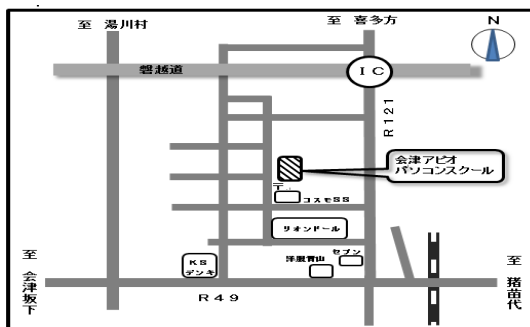 至 湯川村
至 喜多方
N
磐越道
IC
R121
会津アピオ
パソコンスクール
〒
コスモSS
リオンドール
セブン
洋服青山
KS
デンキ
至 会津坂下
至 猪苗代
R49